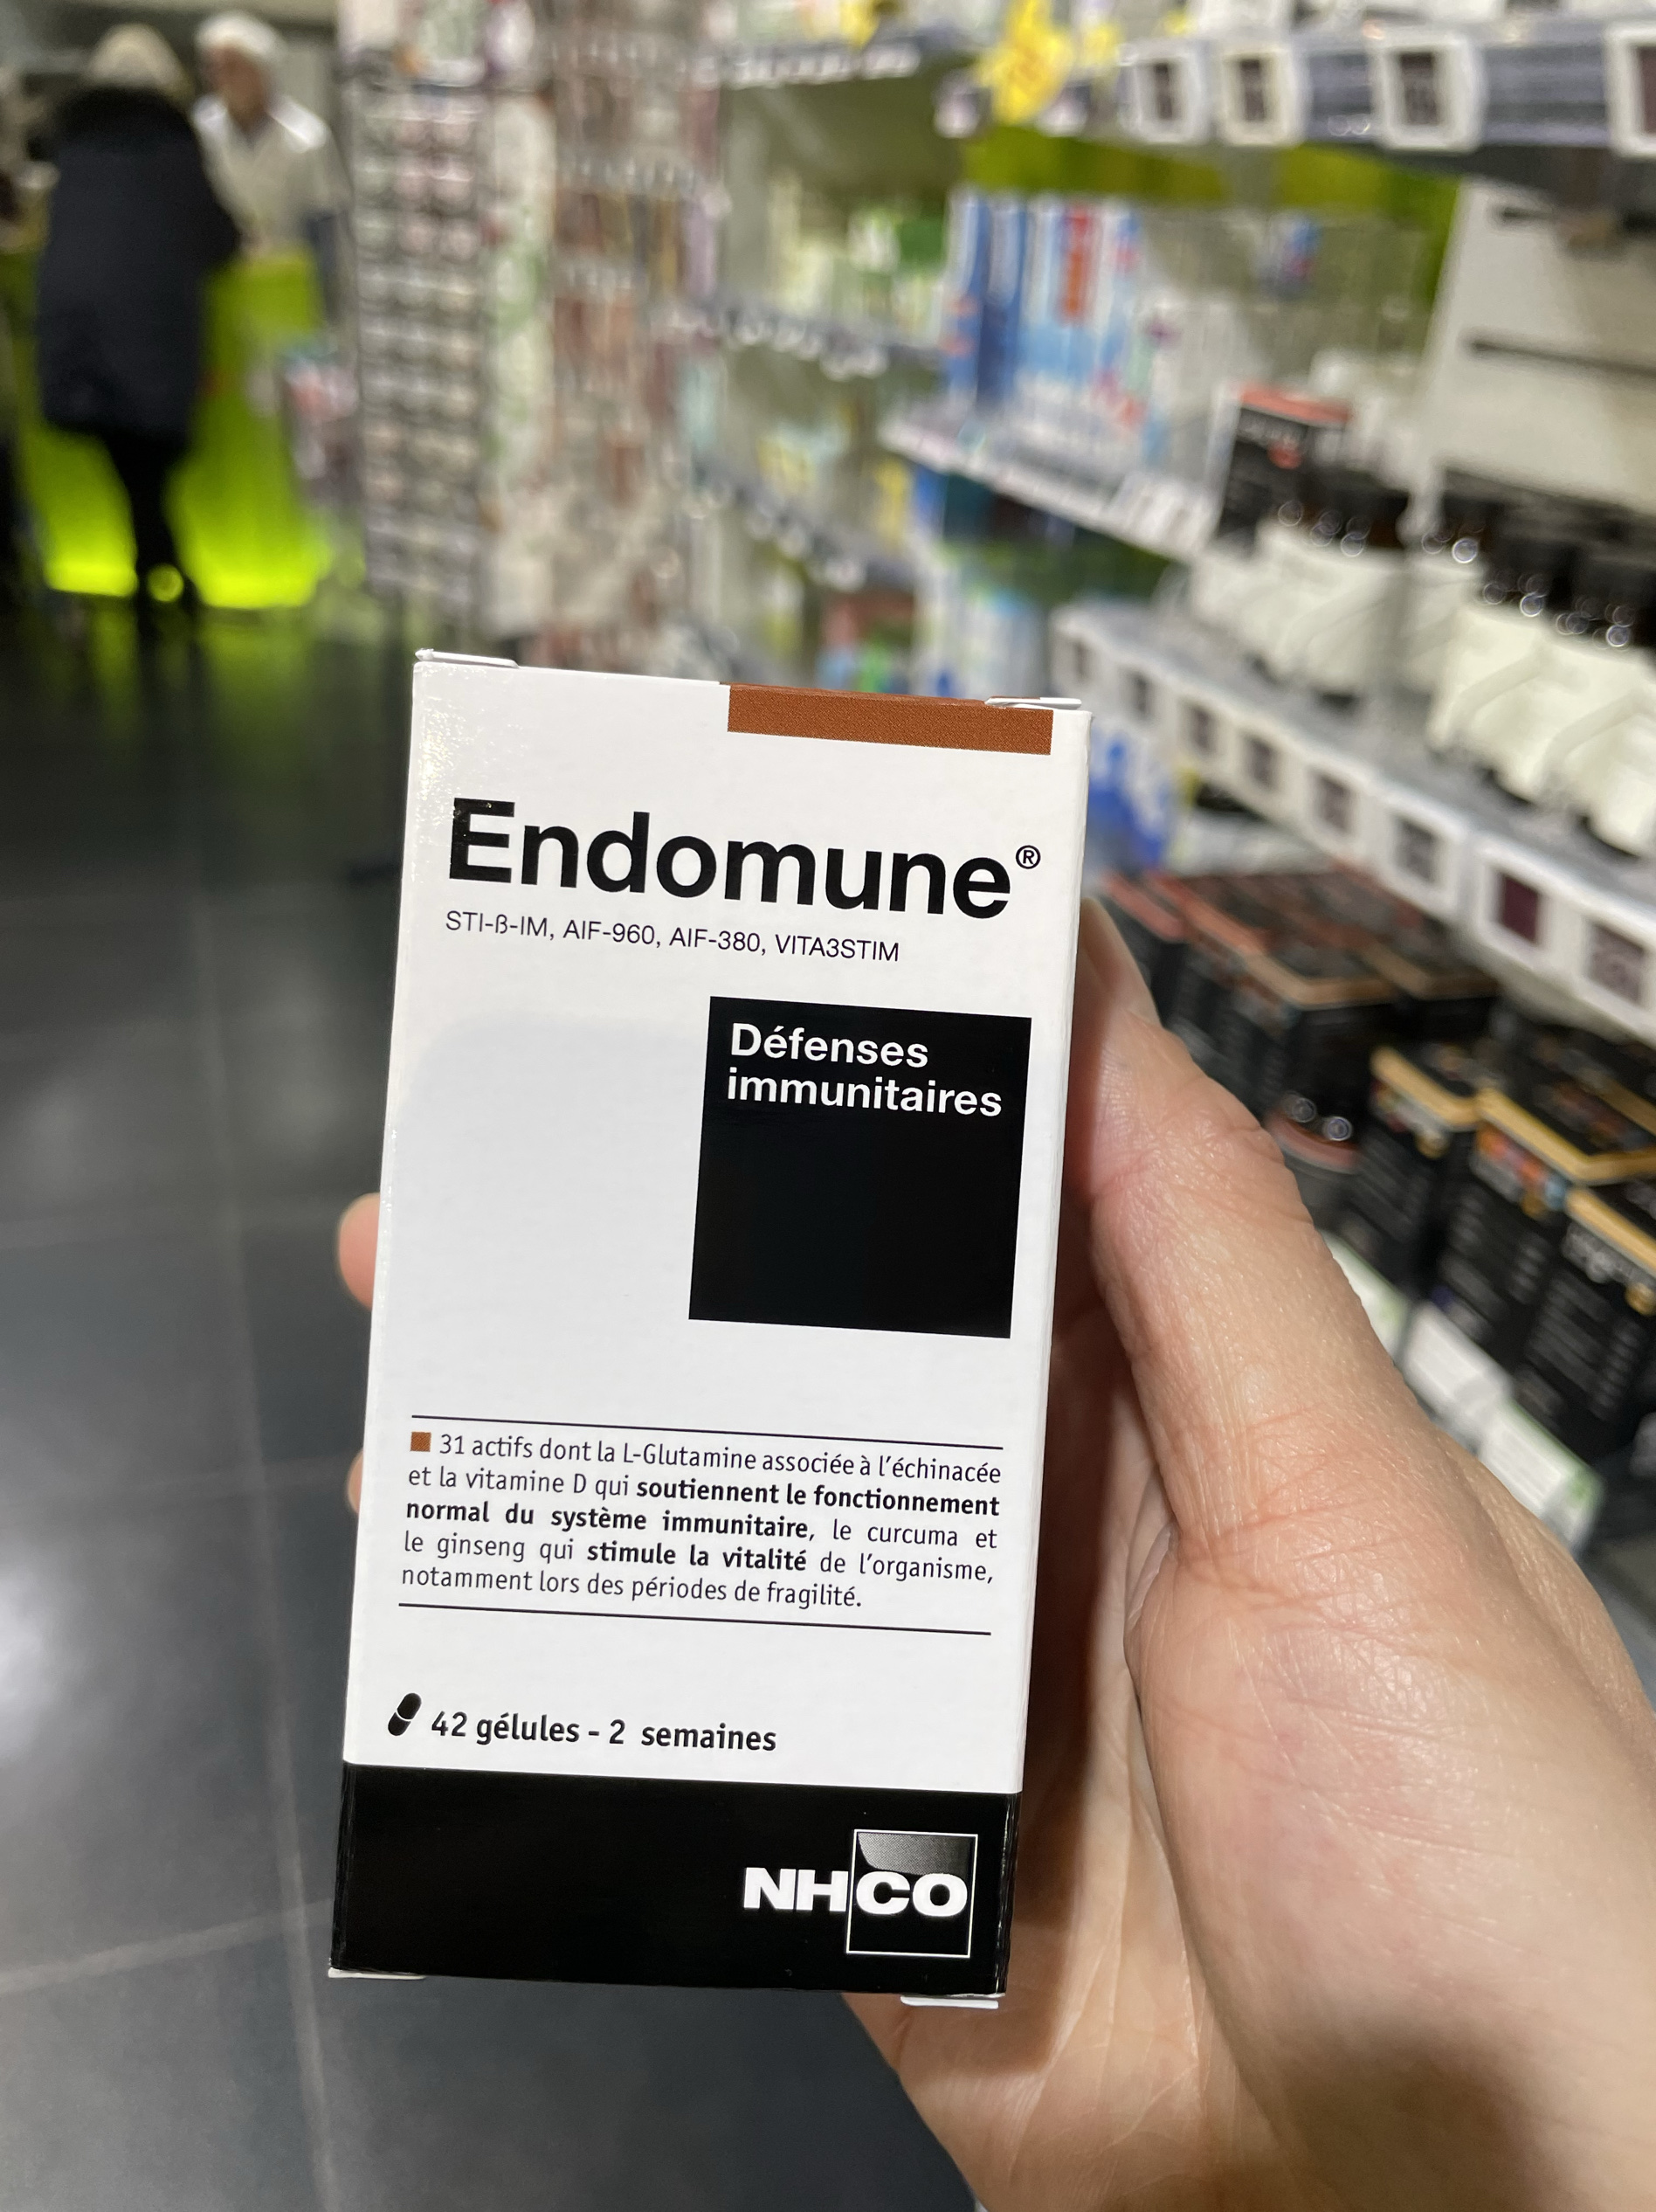 Endomune®
STI-ß-IM, AIF-960, AIF-380, VITA3STIM
Défenses
immunitaires
31 actifs dont la L-Glutamine associée à l'échinacée
et la vitamine D qui soutiennent le fonctionnement
normal du système immunitaire, le curcuma et
le ginseng qui stimule la vitalité de l'organisme,
notamment lors des périodes de fragilité.
42 gélules - 2 semaines
NHCO